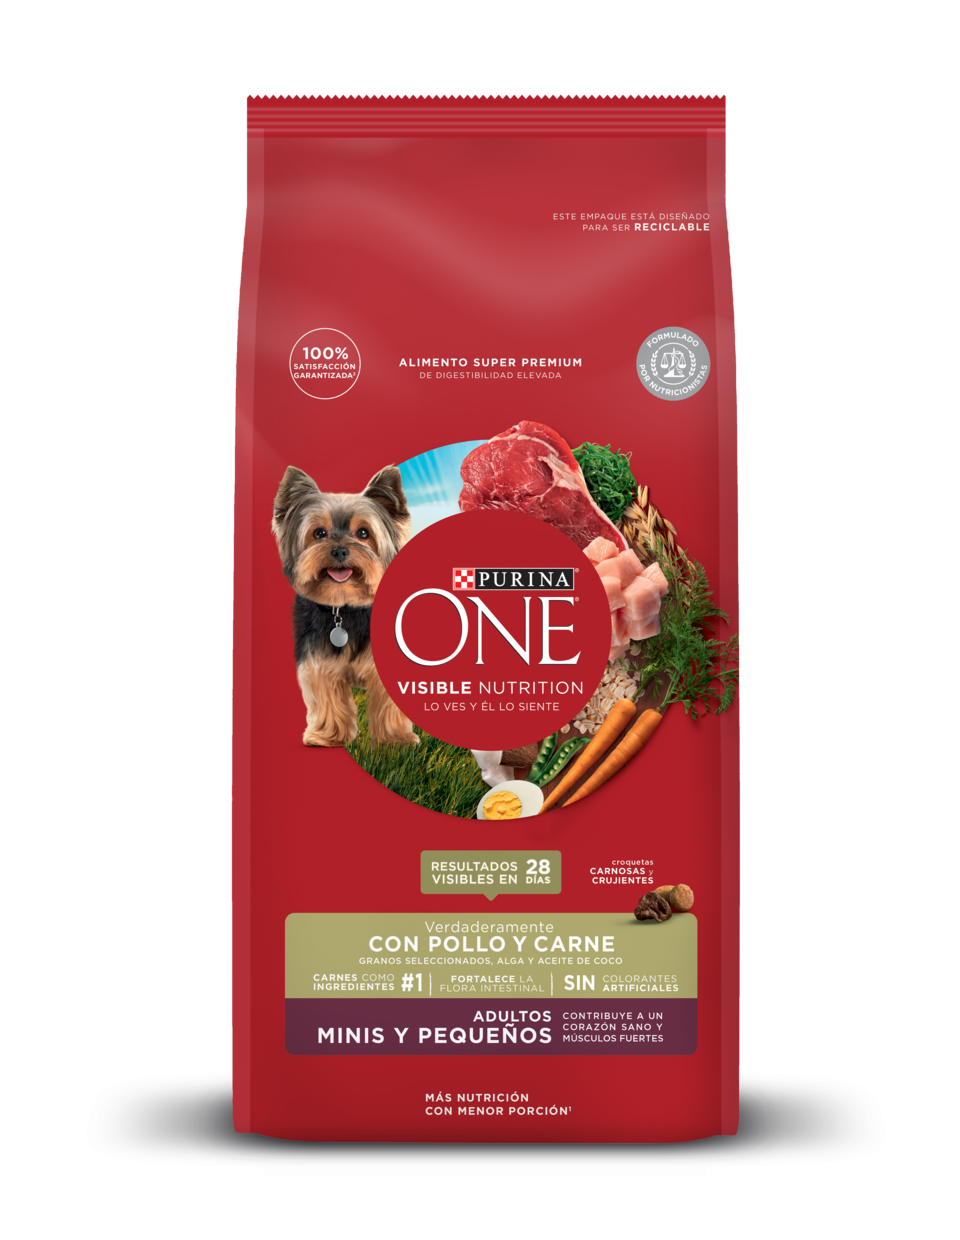 ESTE EMPAQUE ESTÁ DISEÑADO
PARA SER RECICLABLE
100%
SATISFACCIÓN
GARANTIZADA²
ALIMENTO SUPER PREMIUM
DE DIGESTIBILIDAD ELEVADA
FORMULADO
POR NUTRICIONISTAS
PURINA®
ONE®
VISIBLE NUTRITION
LO VES Y ÉL LO SIENTE
RESULTADOS
VISIBLES EN
28
DÍAS
croquetas
CARNOSAS y
CRUJIENTES
Verdaderamente
CON POLLO Y CARNE
GRANOS SELECCIONADOS, ALGA Y ACEITE DE COCO
CARNES COMO
INGREDIENTES
#1
FORTALECE LA
FLORA INTESTINAL
SIN
COLORANTES
ARTIFICIALES
ADULTOS
MINIS Y PEQUEÑOS
CONTRIBUYE A UN
CORAZÓN SANO Y
MÚSCULOS FUERTES
MÁS NUTRICIÓN
CON MENOR PORCIÓN¹